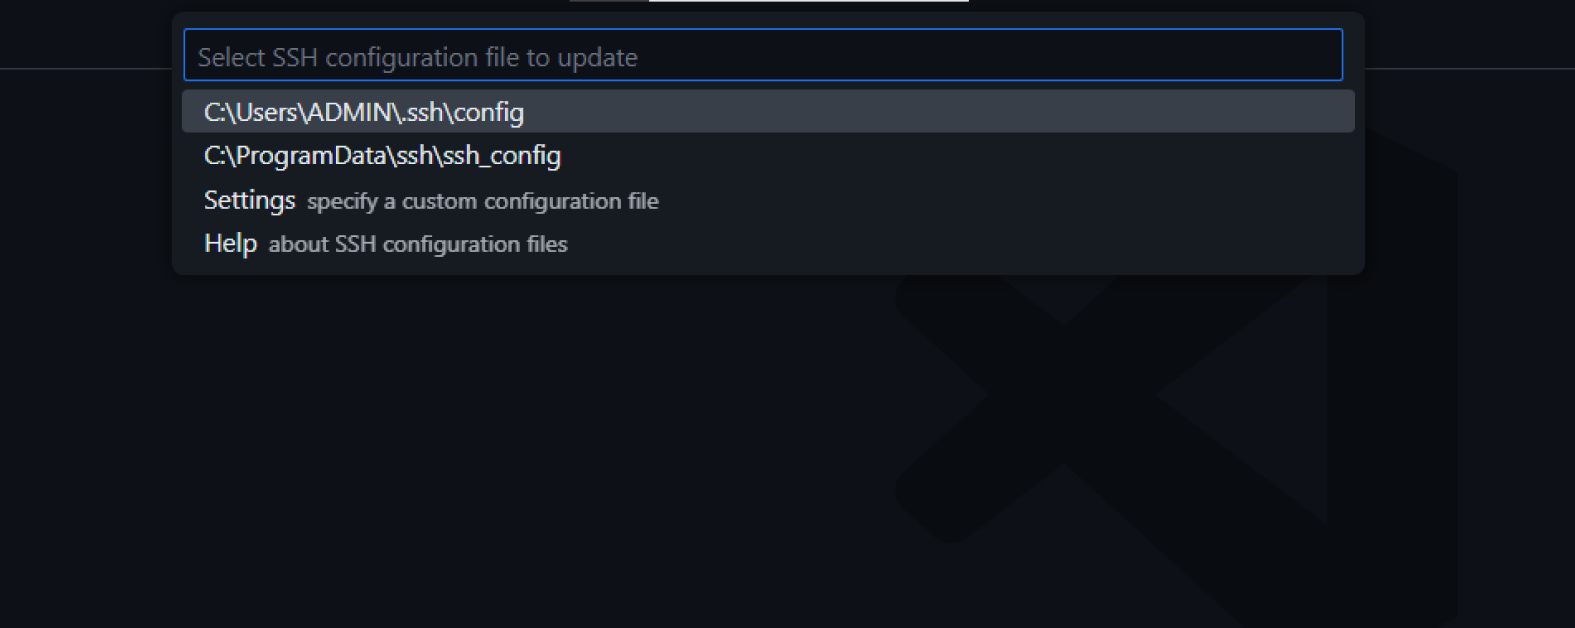 Select SSH configuration file to update
C:\Users\ADMIN\.ssh\config
C:\ProgramData\ssh\ssh_config
Settings specify a custom configuration file
Help about SSH configuration files